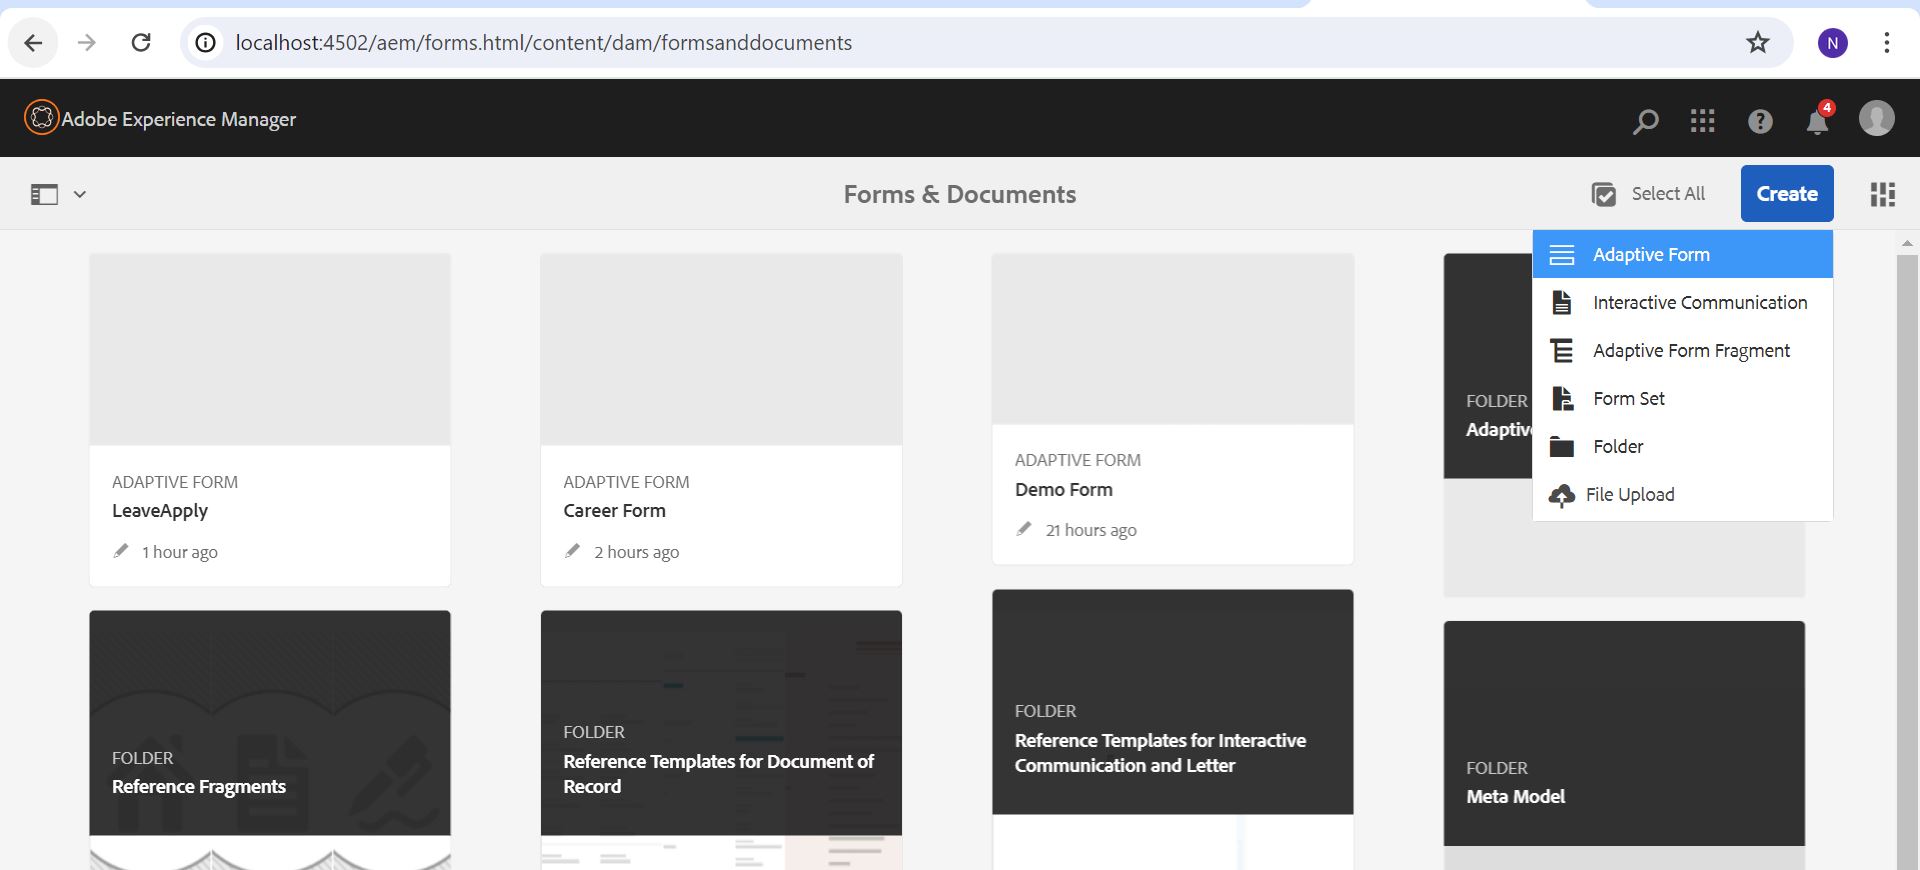 localhost:4502/aem/forms.html/content/dam/formsanddocuments
N
Adobe Experience Manager
4
Forms & Documents
Select All
Create
Adaptive Form
Interactive Communication
Adaptive Form Fragment
Form Set
Folder
File Upload
ADAPTIVE FORM
LeaveApply
1 hour ago
ADAPTIVE FORM
Career Form
2 hours ago
ADAPTIVE FORM
Demo Form
21 hours ago
FOLDER
Adaptive
FOLDER
Reference Fragments
FOLDER
Reference Templates for Document of
Record
FOLDER
Reference Templates for Interactive
Communication and Letter
FOLDER
Meta Model